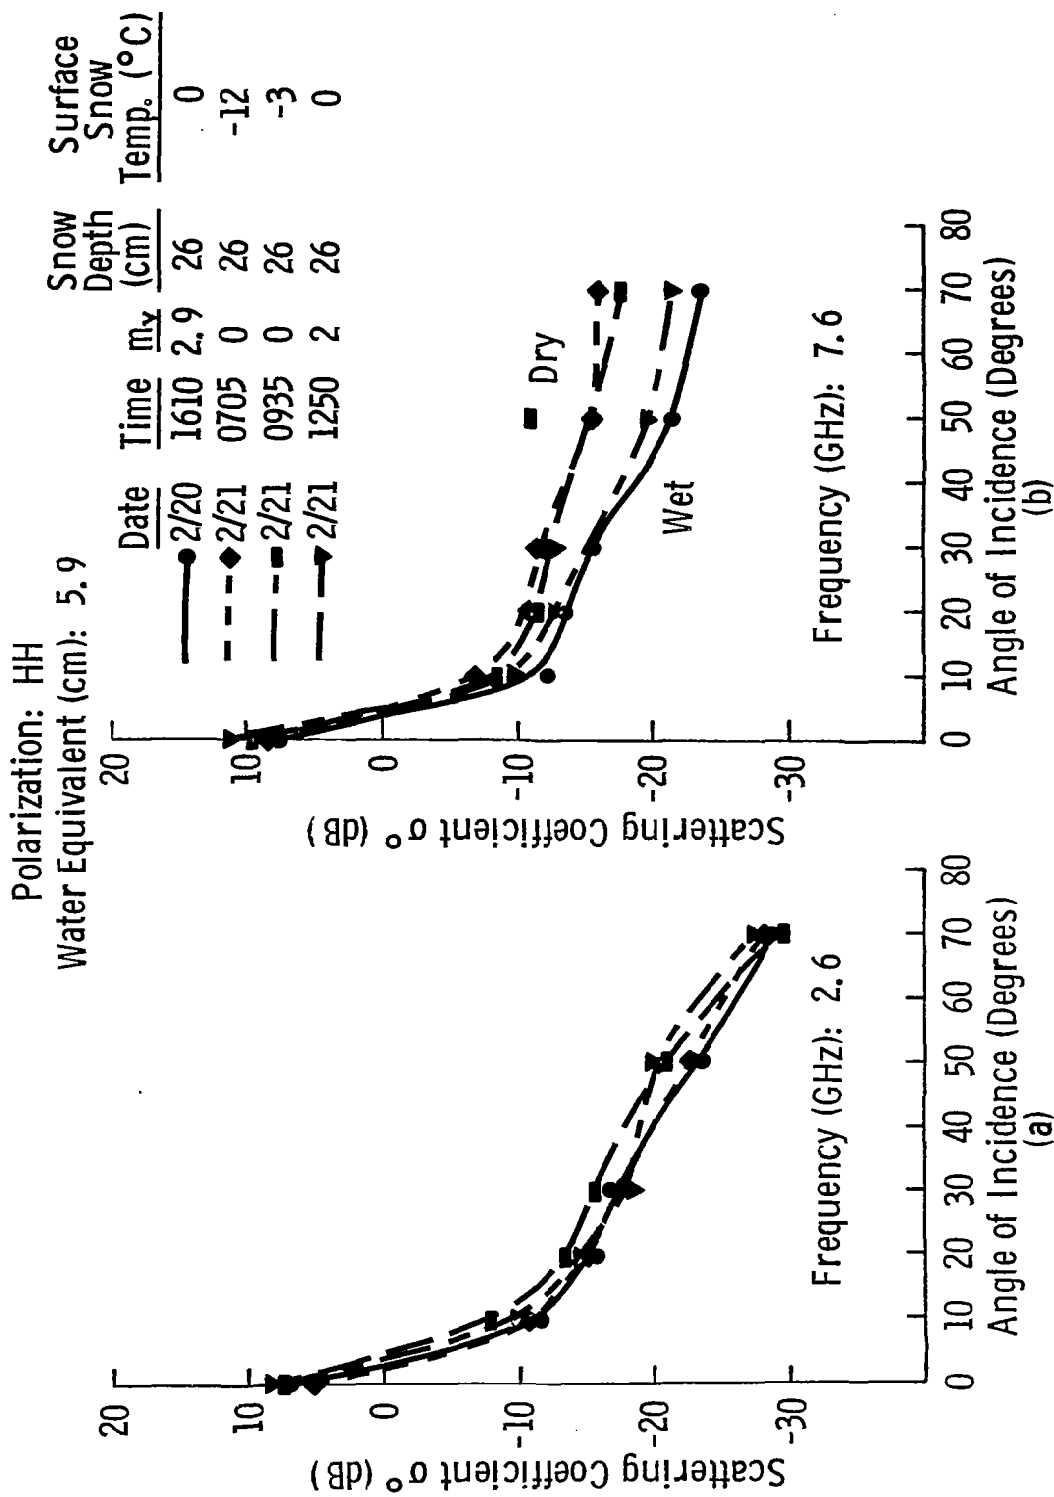 Polarization: HH
Water Equivalent (cm): 5.9
Date Time mv Snow Depth (cm) Surface Snow Temp. (°C)
2/20 1610 2.9 26 0
2/21 0705 0 26 -12
2/21 0935 0 26 -3
2/21 1250 2 26 0
Scattering Coefficient σ° (dB)
20
10
0
-10
-20
-30
Frequency (GHz): 2.6
0 10 20 30 40 50 60 70 80
Angle of Incidence (Degrees)
(a)
Scattering Coefficient σ° (dB)
20
10
0
-10
-20
-30
Dry
Wet
Frequency (GHz): 7.6
0 10 20 30 40 50 60 70 80
Angle of Incidence (Degrees)
(b)